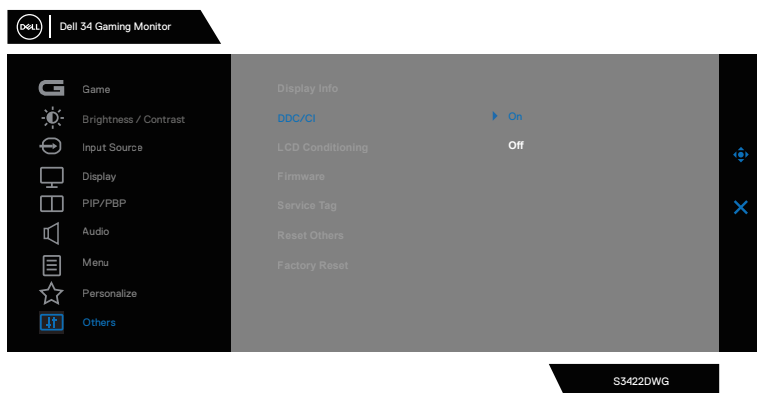 DELL
Dell 34 Gaming Monitor
Game
Brightness / Contrast
Input Source
Display
PIP/PBP
Audio
Menu
Personalize
Others
Display Info
DDC/CI
On
Off
LCD Conditioning
Firmware
Service Tag
Reset Others
Factory Reset
S3422DWG